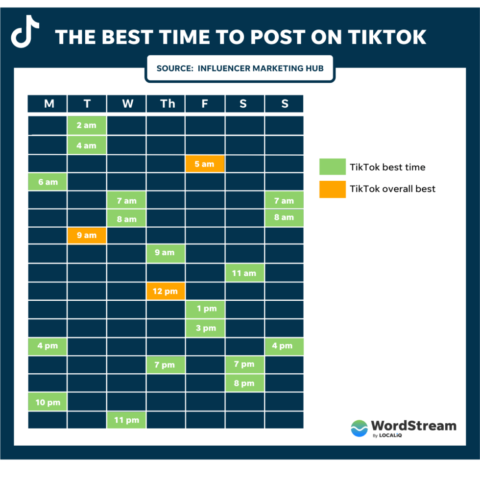 THE BEST TIME TO POST ON TIKTOK
SOURCE: INFLUENCER MARKETING HUB
M T W Th F S S
2 am
4 am
5 am
6 am
7 am 7 am
8 am 8 am
9 am
9 am
11 am
12 pm
1 pm
3 pm
4 pm 4 pm
7 pm 7 pm
8 pm
10 pm
11 pm
TikTok best time
TikTok overall best
WordStream
by LOCALiQ